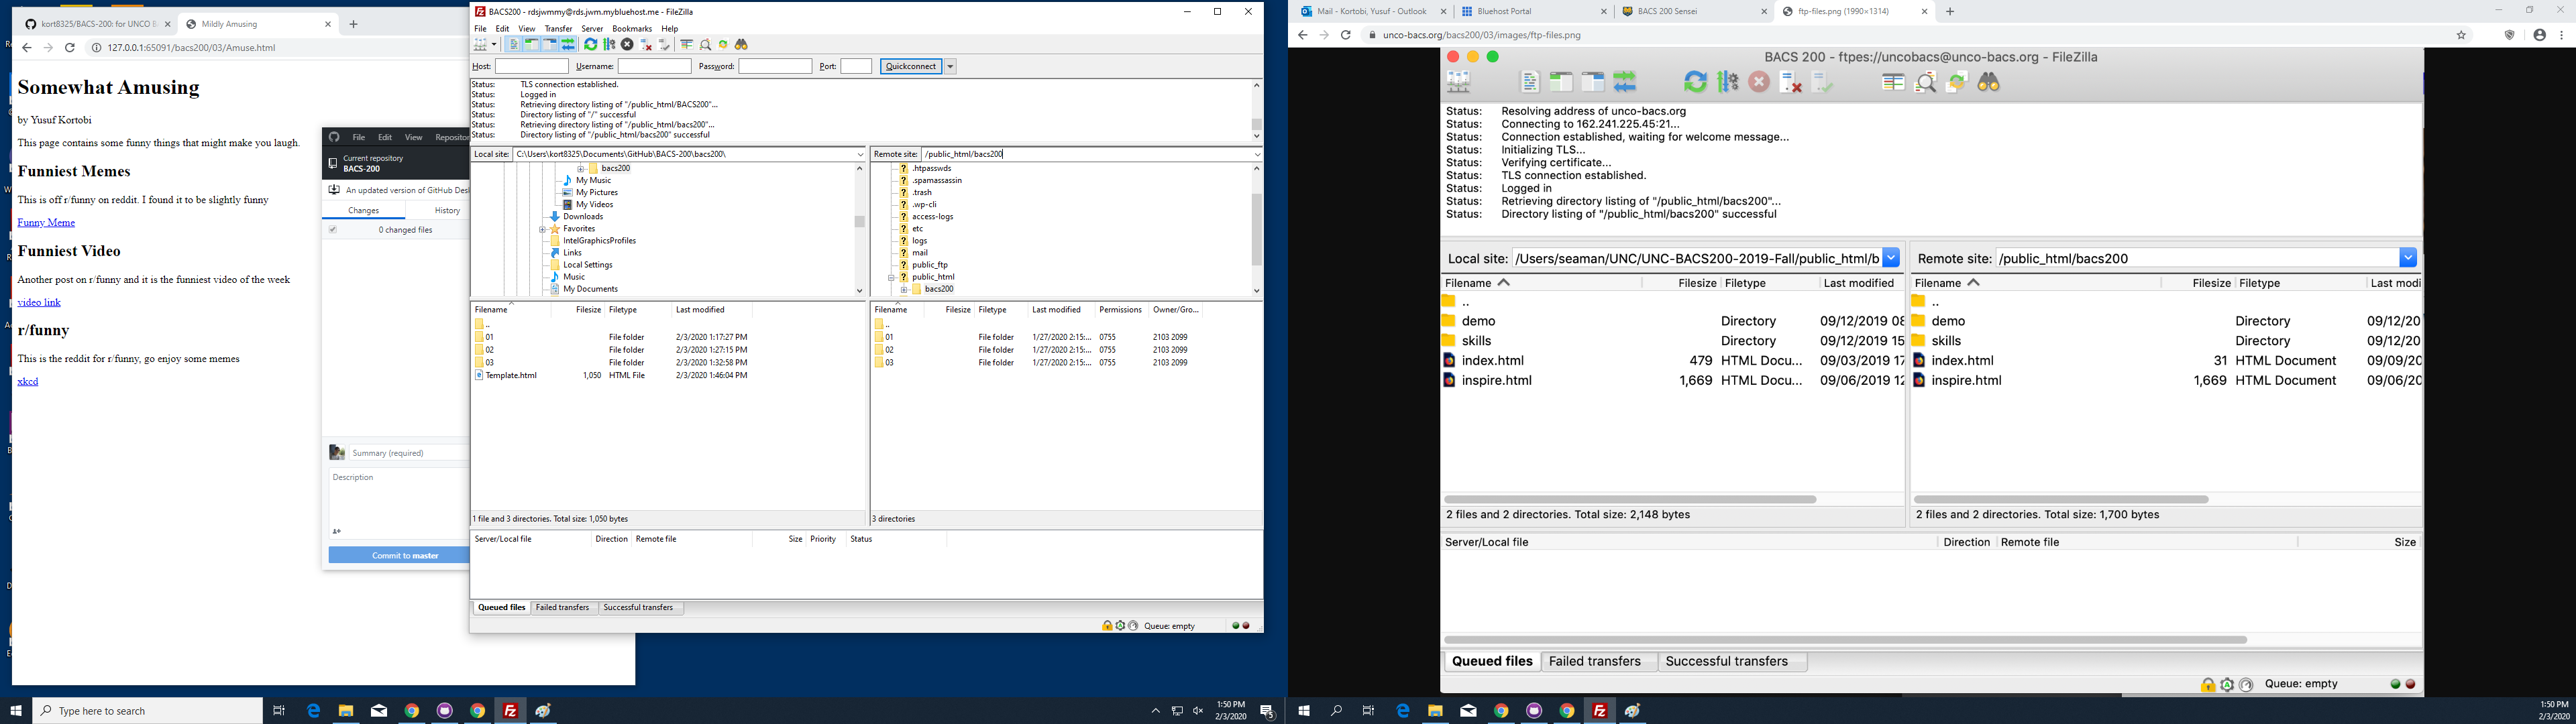 kort8325/BACS-200: for UNCO B
Mildly Amusing
127.0.0.1:65091/bacs200/03/Amuse.html
Somewhat Amusing
by Yusuf Kortobi
This page contains some funny things that might make you laugh.
Funniest Memes
This is off r/funny on reddit. I found it to be slightly funny
Funny Meme
Funniest Video
Another post on r/funny and it is the funniest video of the week
video link
r/funny
This is the reddit for r/funny, go enjoy some memes
xkcd
File Edit View Repositor
Current repository
BACS-200
An updated version of GitHub Desk
Changes History
0 changed files
Summary (required)
Description
Commit to master
BACS200 - rdsjwmmy@rds.jwm.mybluehost.me - FileZilla
File Edit View Transfer Server Bookmarks Help
Host: Username: Password: Port: Quickconnect
Status: TLS connection established.
Status: Logged in
Status: Retrieving directory listing of "/public_html/BACS200"...
Status: Directory listing of "/" successful
Status: Retrieving directory listing of "/public_html/bacs200"...
Status: Directory listing of "/public_html/bacs200" successful
Local site: C:\Users\kort8325\Documents\GitHub\BACS-200\bacs200\
bacs200
My Music
My Pictures
My Videos
Downloads
Favorites
IntelGraphicsProfiles
Links
Local Settings
Music
My Documents
Remote site: /public_html/bacs200
.htpasswds
.spamassassin
.trash
.wp-cli
access-logs
etc
logs
mail
public_ftp
public_html
bacs200
Filename Filesize Filetype Last modified
..
01 File folder 2/3/2020 1:17:27 PM
02 File folder 2/3/2020 1:27:15 PM
03 File folder 2/3/2020 1:32:58 PM
Template.html 1,050 HTML File 2/3/2020 1:46:04 PM
1 file and 3 directories. Total size: 1,050 bytes
Filename Filesize Filetype Last modified Permissions Owner/Gro...
..
01 File folder 1/27/2020 2:15:... 0755 2103 2099
02 File folder 1/27/2020 2:15:... 0755 2103 2099
03 File folder 1/27/2020 2:15:... 0755 2103 2099
3 directories
Server/Local file Direction Remote file Size Priority Status
Queued files Failed transfers Successful transfers
Queue: empty
Type here to search
1:50 PM
2/3/2020
5
Mail - Kortobi, Yusuf - Outlook
Bluehost Portal
BACS 200 Sensei
ftp-files.png (1990×1314)
unco-bacs.org/bacs200/03/images/ftp-files.png
BACS 200 - ftpes://uncobacs@unco-bacs.org - FileZilla
Status: Resolving address of unco-bacs.org
Status: Connecting to 162.241.225.45:21...
Status: Connection established, waiting for welcome message...
Status: Initializing TLS...
Status: Verifying certificate...
Status: TLS connection established.
Status: Logged in
Status: Retrieving directory listing of "/public_html/bacs200"...
Status: Directory listing of "/public_html/bacs200" successful
Local site: /Users/seaman/UNC/UNC-BACS200-2019-Fall/public_html/b
Filename Filesize Filetype Last modified
..
demo Directory 09/12/2019 08
skills Directory 09/12/2019 15
index.html 479 HTML Docu... 09/03/2019 17
inspire.html 1,669 HTML Docu... 09/06/2019 12
2 files and 2 directories. Total size: 2,148 bytes
Remote site: /public_html/bacs200
Filename Filesize Filetype Last modifi
..
demo Directory 09/12/20
skills Directory 09/12/20
index.html 31 HTML Document 09/09/20
inspire.html 1,669 HTML Document 09/06/20
2 files and 2 directories. Total size: 1,700 bytes
Server/Local file Direction Remote file Size
Queued files Failed transfers Successful transfers
Queue: empty
1:50 PM
2/3/2020